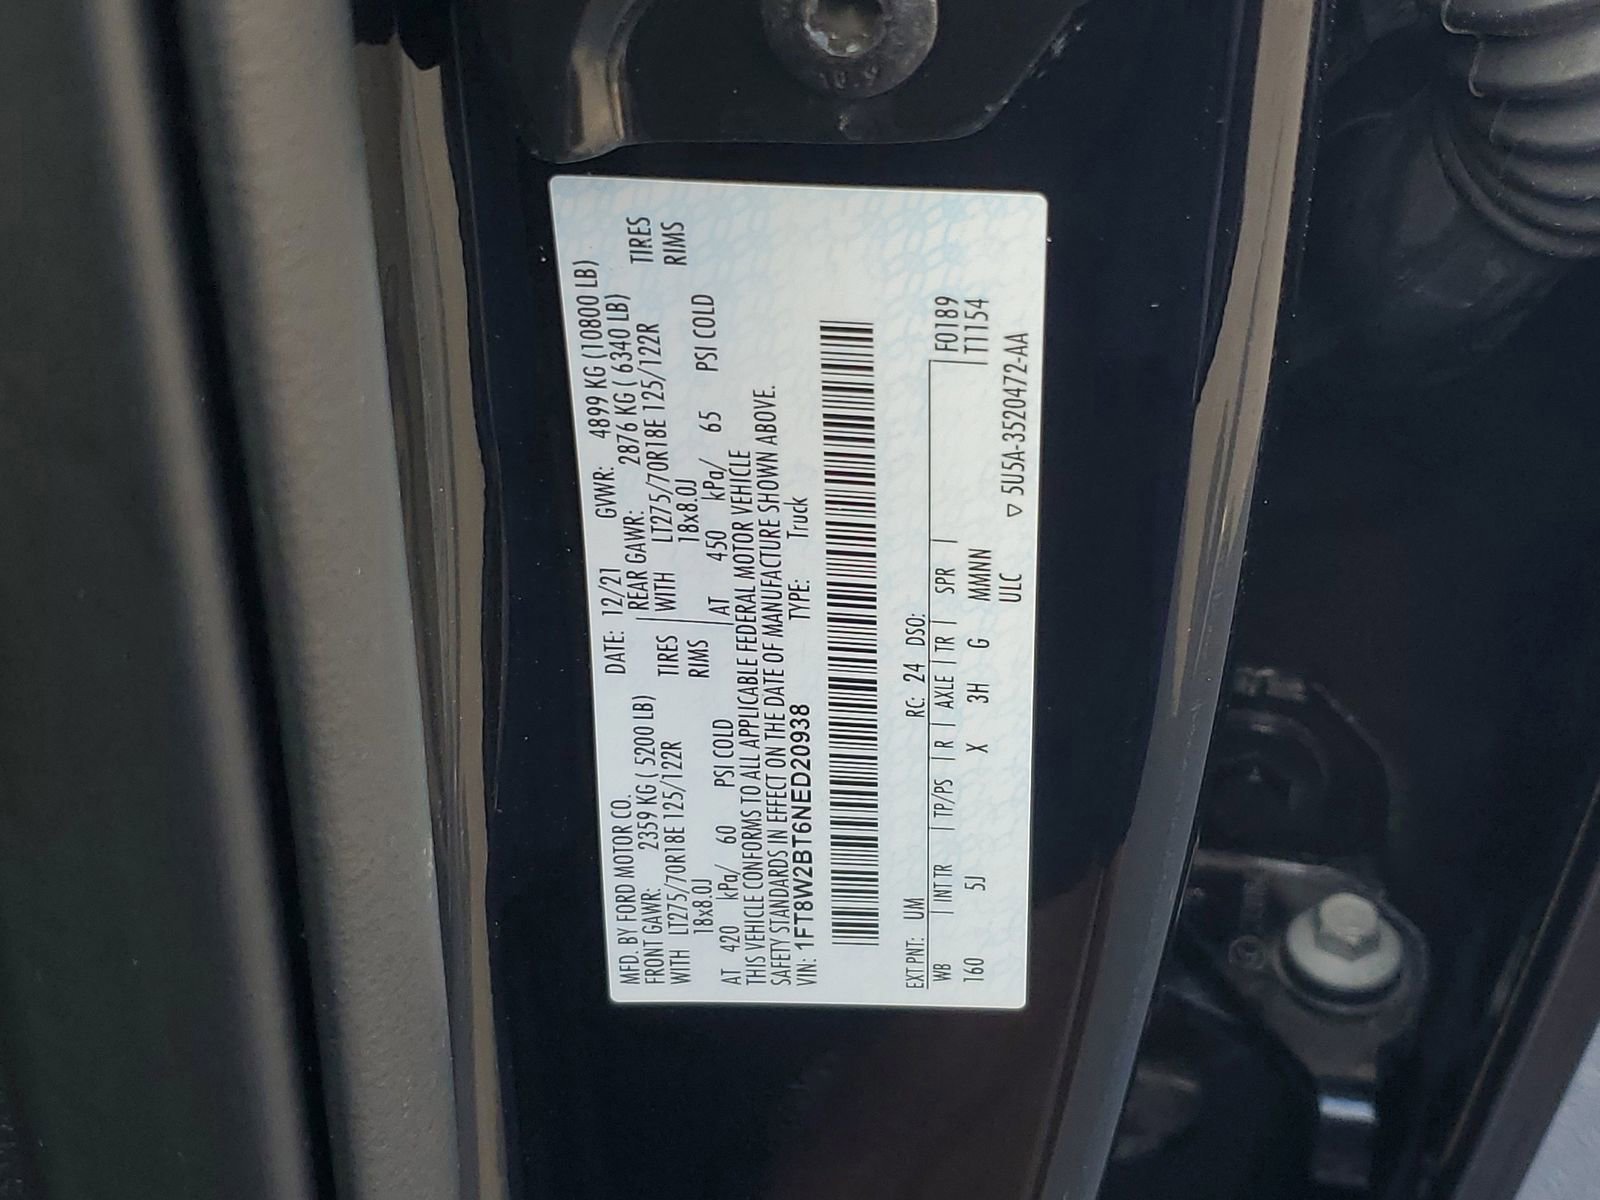 MFD. BY FORD MOTOR CO. DATE: 12/21 GVWR: 4899 KG (10800 LB)
FRONT GAWR: 2359 KG ( 5200 LB) REAR GAWR: 2876 KG ( 6340 LB)
WITH LT275/70R18E 125/122R TIRES WITH LT275/70R18E 125/122R TIRES
18x8.0J RIMS 18x8.0J RIMS
AT 420 kPa/ 60 PSI COLD AT 450 kPa/ 65 PSI COLD
THIS VEHICLE CONFORMS TO ALL APPLICABLE FEDERAL MOTOR VEHICLE
SAFETY STANDARDS IN EFFECT ON THE DATE OF MANUFACTURE SHOWN ABOVE.
VIN: 1FT8W2BT6NED20938 TYPE: Truck
EXT PNT: UM RC: 24 DSO:
WB | INT TR | TP/PS | R | AXLE | TR | SPR | F0189
160 5J X 3H G MMNN T1154
ULC ▽ 5U5A-3520472-AA